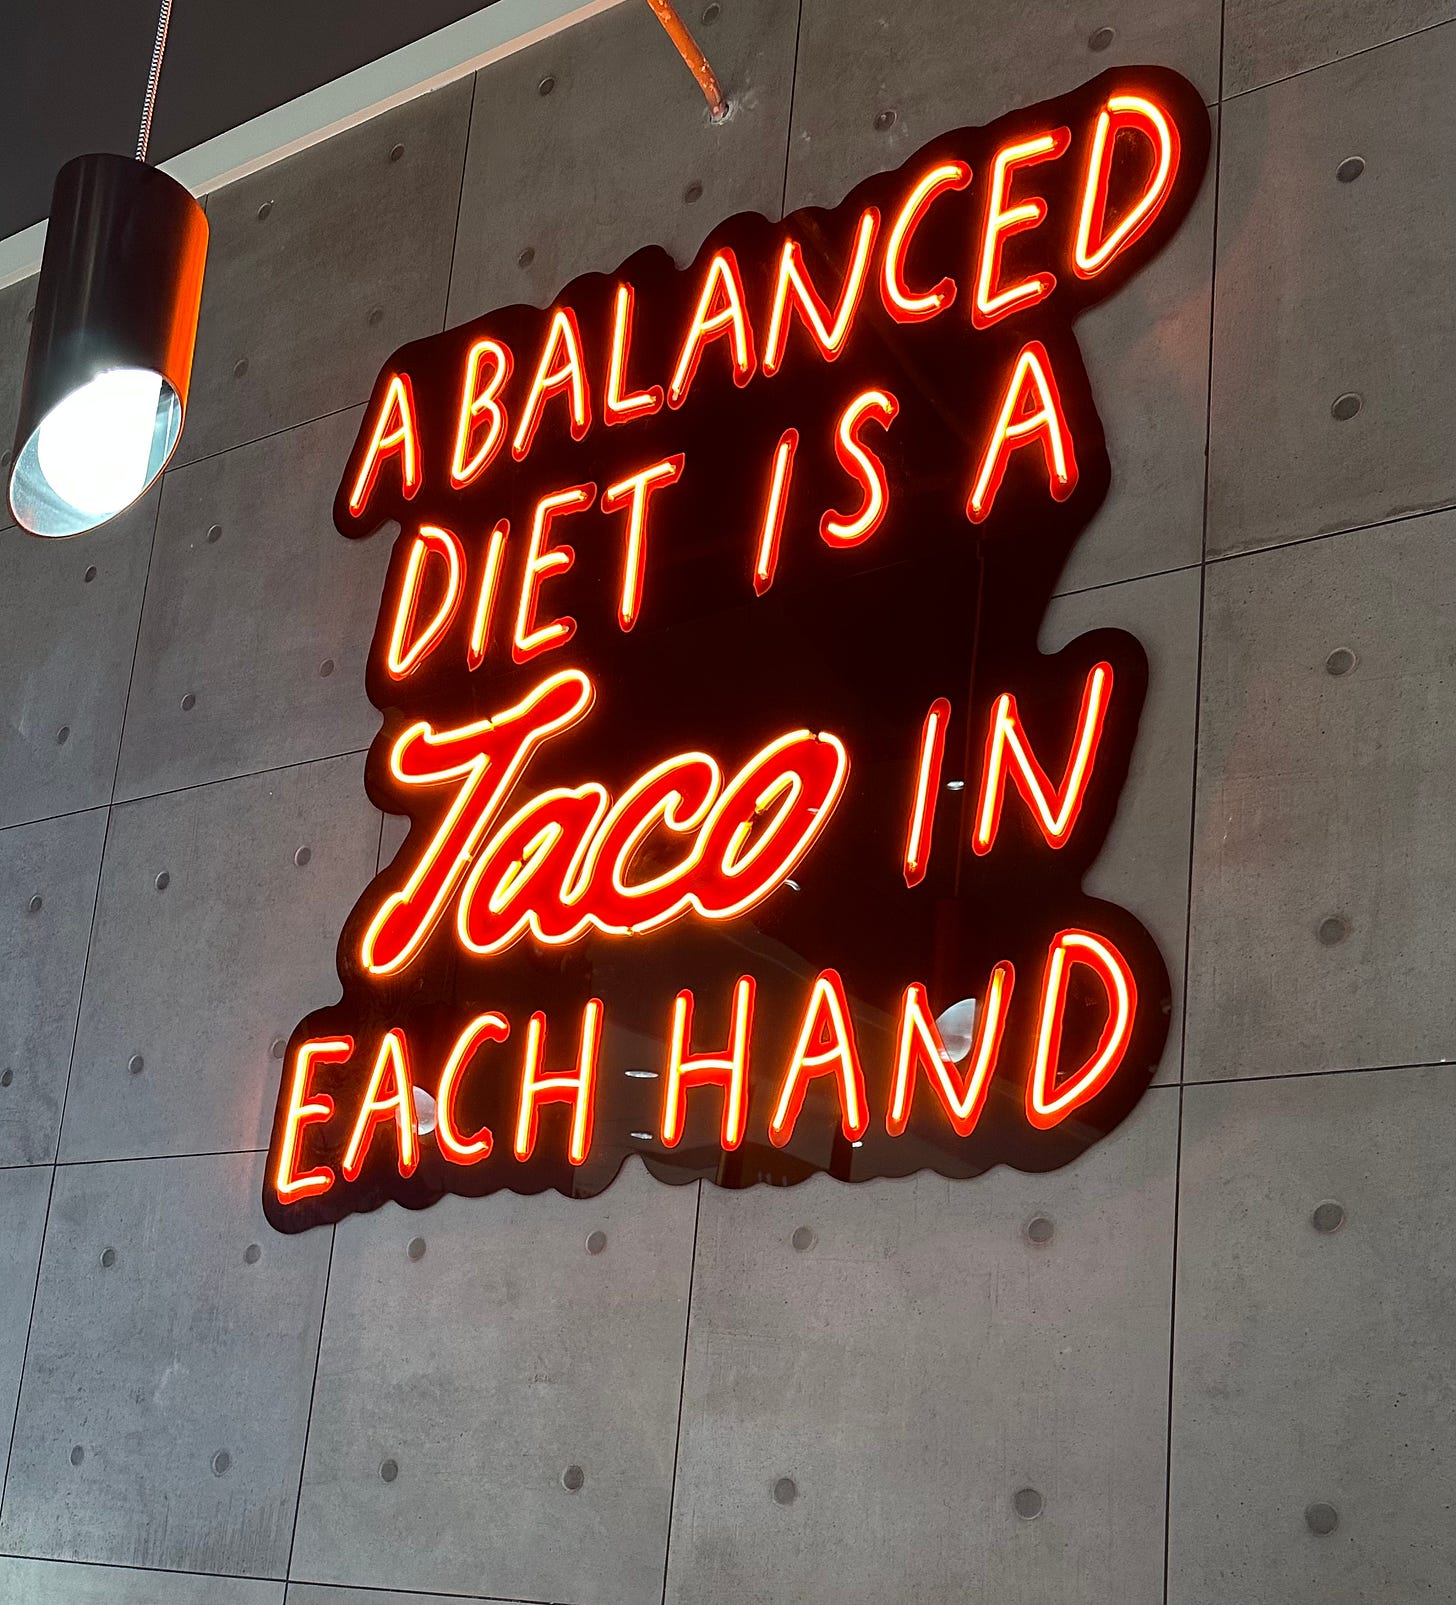 A BALANCED
DIET IS A
Taco IN
EACH HAND